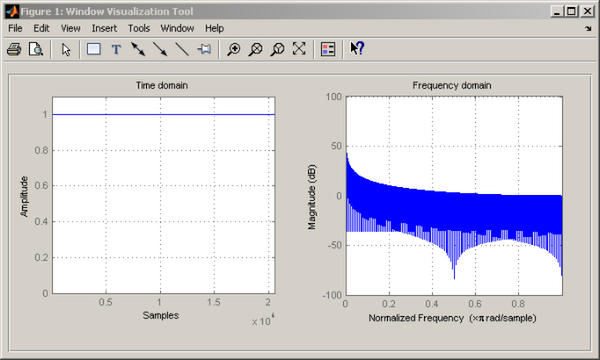 Figure 1: Window Visualization Tool
File Edit View Insert Tools Window Help
Time domain
1
0.8
0.6
0.4
0.2
0
Amplitude
0.5 1 1.5 2
Samples
x 10^4
Frequency domain
100
50
0
-50
-100
Magnitude (dB)
0 0.2 0.4 0.6 0.8
Normalized Frequency (×π rad/sample)